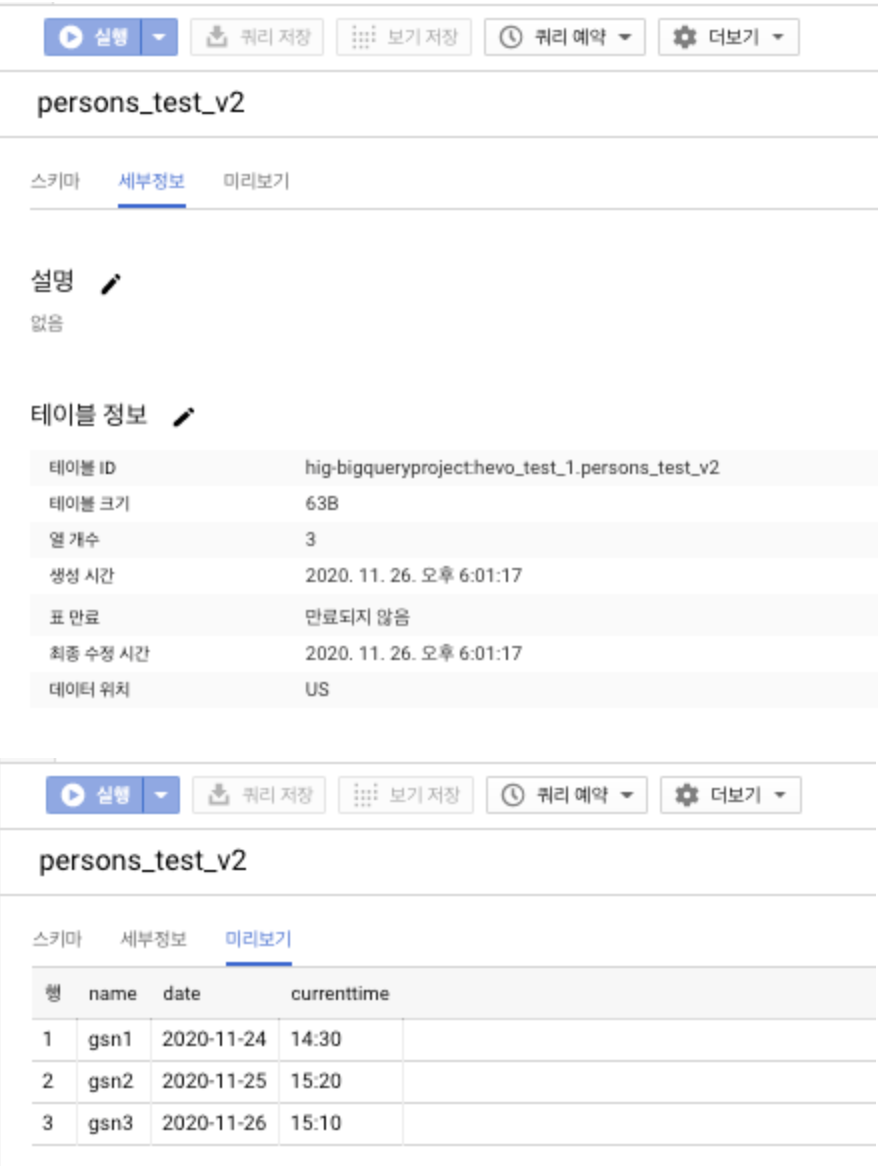 실행 쿼리 저장 보기 저장 쿼리 예약 더보기
persons_test_v2
스키마 세부정보 미리보기
설명
없음
테이블 정보
테이블 ID hig-bigqueryproject:hevo_test_1.persons_test_v2
테이블 크기 63B
열 개수 3
생성 시간 2020. 11. 26. 오후 6:01:17
표 만료 만료되지 않음
최종 수정 시간 2020. 11. 26. 오후 6:01:17
데이터 위치 US
실행 쿼리 저장 보기 저장 쿼리 예약 더보기
persons_test_v2
스키마 세부정보 미리보기
행 name date currenttime
1 gsn1 2020-11-24 14:30
2 gsn2 2020-11-25 15:20
3 gsn3 2020-11-26 15:10